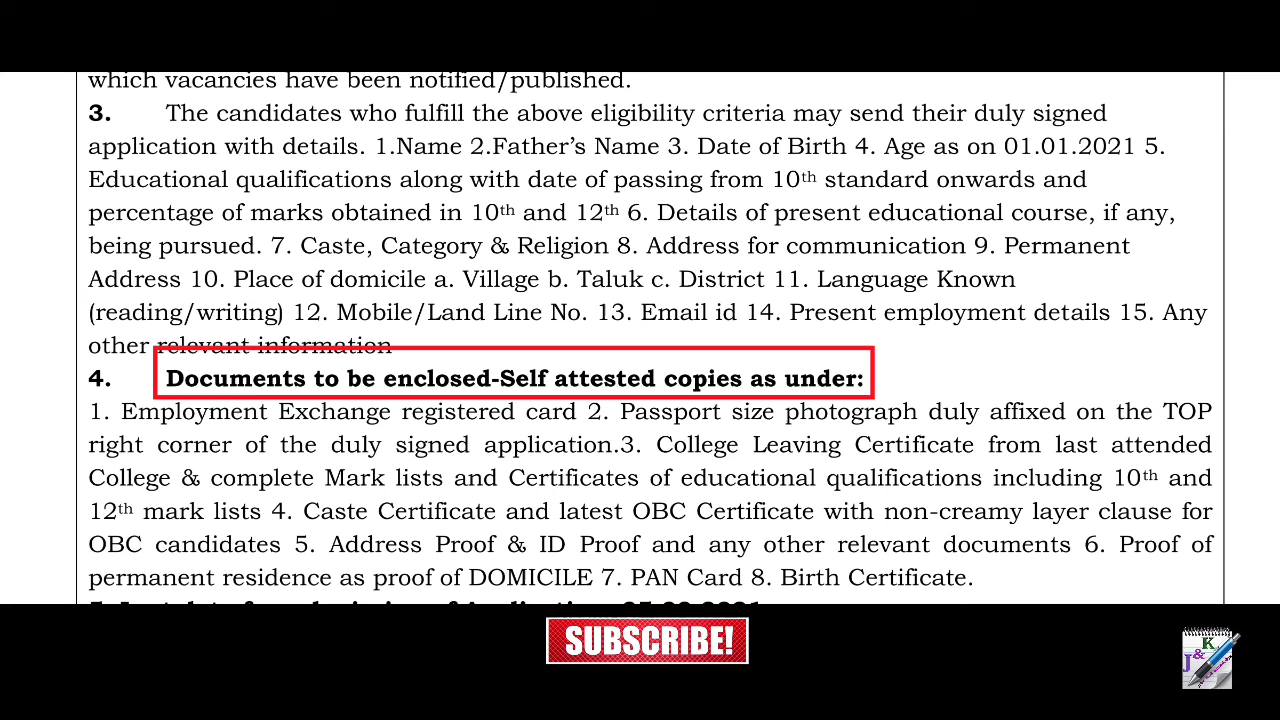 which vacancies have been notified/published.
3. The candidates who fulfill the above eligibility criteria may send their duly signed
application with details. 1.Name 2.Father's Name 3. Date of Birth 4. Age as on 01.01.2021 5.
Educational qualifications along with date of passing from 10th standard onwards and
percentage of marks obtained in 10th and 12th 6. Details of present educational course, if any,
being pursued. 7. Caste, Category & Religion 8. Address for communication 9. Permanent
Address 10. Place of domicile a. Village b. Taluk c. District 11. Language Known
(reading/writing) 12. Mobile/Land Line No. 13. Email id 14. Present employment details 15. Any
other relevant information
4. Documents to be enclosed-Self attested copies as under:
1. Employment Exchange registered card 2. Passport size photograph duly affixed on the TOP
right corner of the duly signed application.3. College Leaving Certificate from last attended
College & complete Mark lists and Certificates of educational qualifications including 10th and
12th mark lists 4. Caste Certificate and latest OBC Certificate with non-creamy layer clause for
OBC candidates 5. Address Proof & ID Proof and any other relevant documents 6. Proof of
permanent residence as proof of DOMICILE 7. PAN Card 8. Birth Certificate.
SUBSCRIBE!
J&K